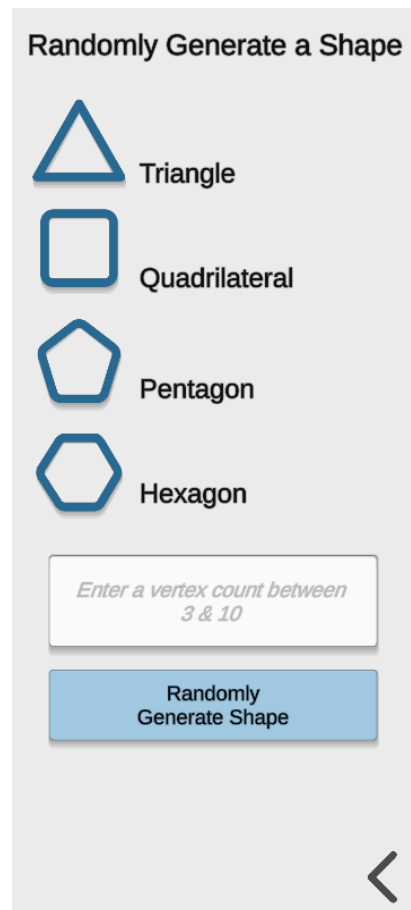 Randomly Generate a Shape
Triangle
Quadrilateral
Pentagon
Hexagon
Enter a vertex count between
3 & 10
Randomly
Generate Shape